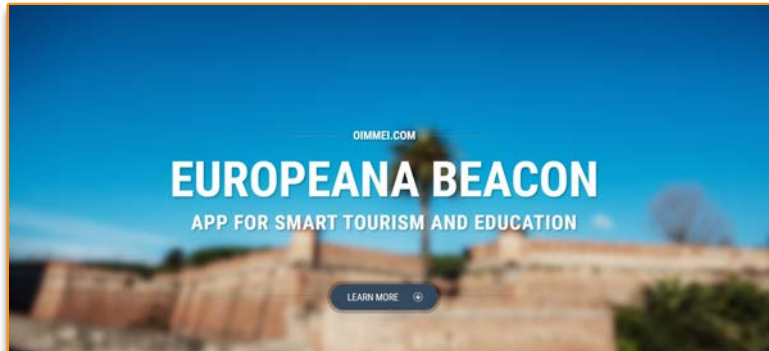 OIMMEI.COM
EUROPEANA BEACON
APP FOR SMART TOURISM AND EDUCATION
LEARN MORE